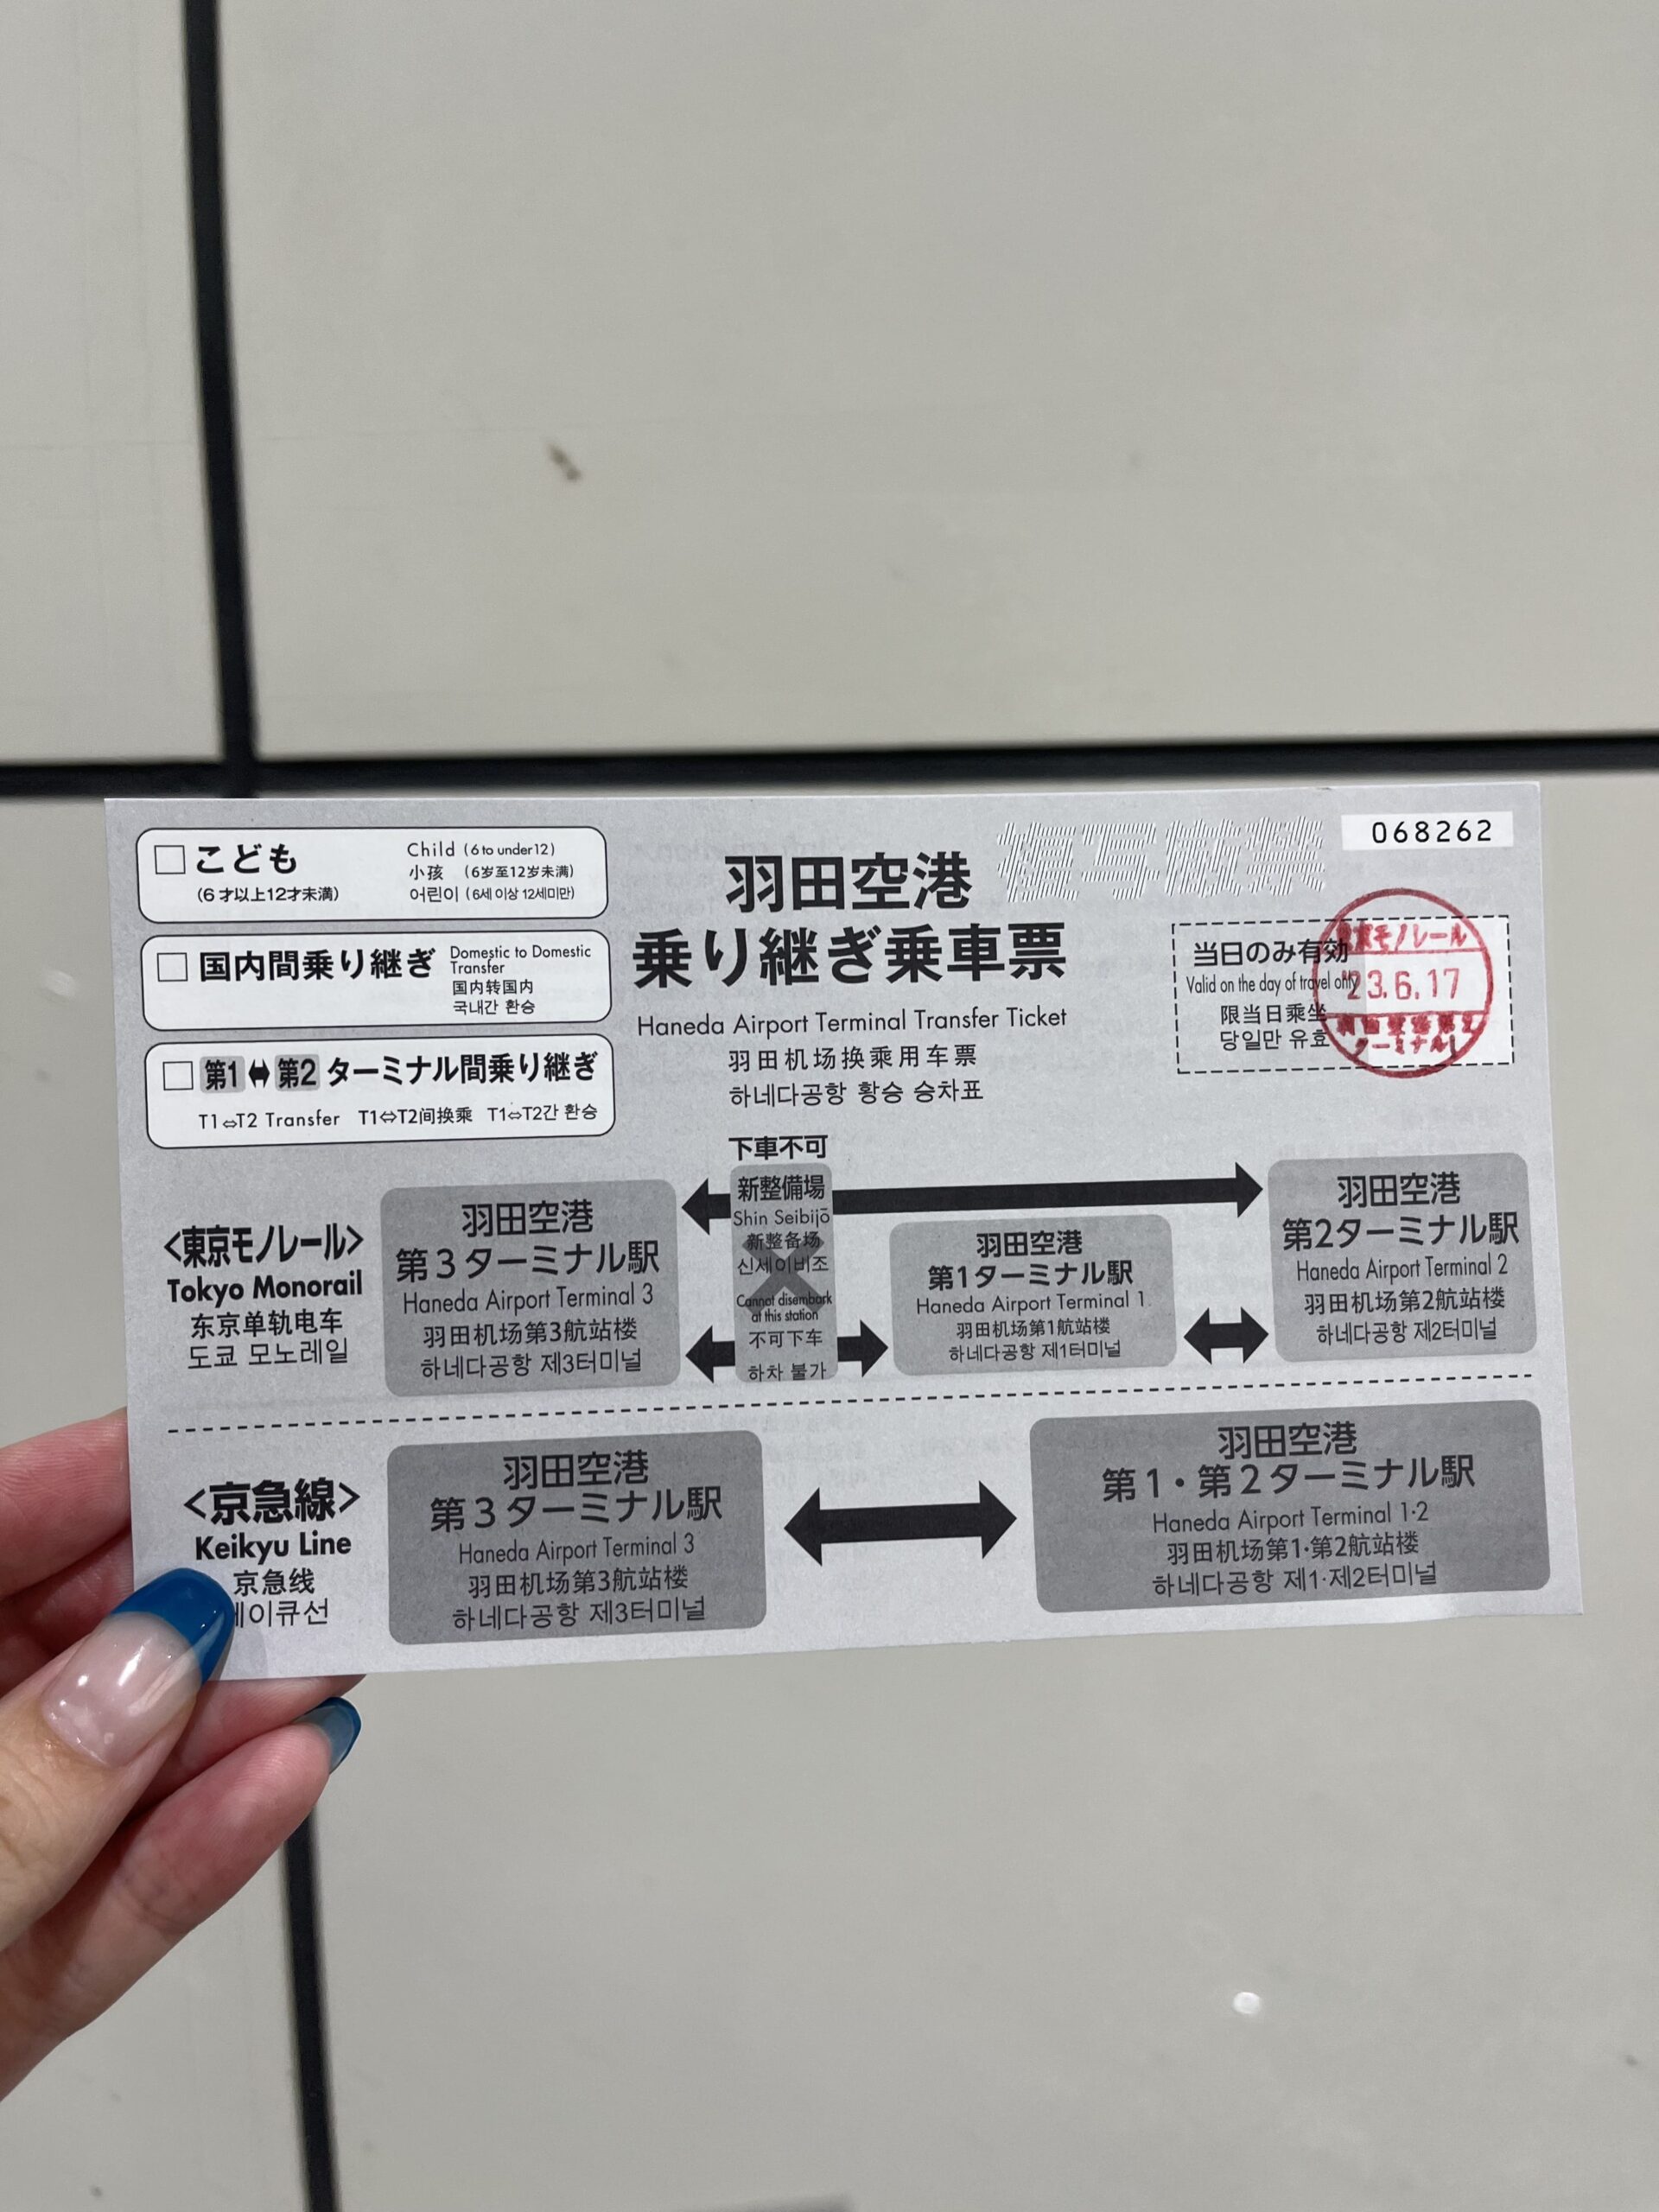 068262
□ こども
(6才以上12才未満)
Child (6 to under12)
小孩 (6岁至12岁未满)
어린이 (6세 이상 12세미만)
□ 国内間乗り継ぎ
Domestic to Domestic
Transfer
国内转国内
국내간 환승
□ 第1⬌第2ターミナル間乗り継ぎ
T1⇔T2 Transfer T1⇔T2间换乘 T1⇔T2간 환승
羽田空港
乗り継ぎ乗車票
Haneda Airport Terminal Transfer Ticket
羽田机场换乘用车票
하네다공항 황승 승차표
複写厳禁
当日のみ有効
Valid on the day of travel only
限当日乘坐
당일만 유효
東京モノレール
'23.6.17
ターミナル
<東京モノレール>
Tokyo Monorail
东京单轨电车
도쿄 모노레일
羽田空港
第3ターミナル駅
Haneda Airport Terminal 3
羽田机场第3航站楼
하네다공항 제3터미널
下車不可
新整備場
Shin Seibijō
新整备场
신세이비조
Cannot disembark
at this station
不可下车
하차 불가
羽田空港
第1ターミナル駅
Haneda Airport Terminal 1
羽田机场第1航站楼
하네다공항 제1터미널
羽田空港
第2ターミナル駅
Haneda Airport Terminal 2
羽田机场第2航站楼
하네다공항 제2터미널
<京急線>
Keikyu Line
京急线
이큐선
羽田空港
第3ターミナル駅
Haneda Airport Terminal 3
羽田机场第3航站楼
하네다공항 제3터미널
羽田空港
第1・第2ターミナル駅
Haneda Airport Terminal 1·2
羽田机场第1·第2航站楼
하네다공항 제1·제2터미널